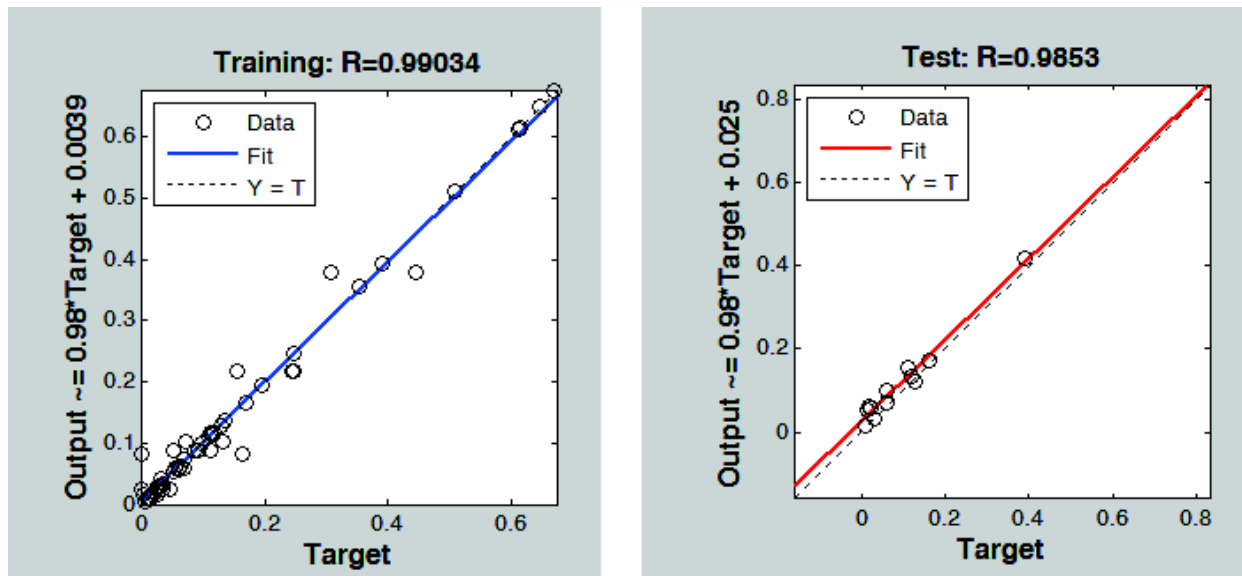 Training: R=0.99034
Output ~= 0.98*Target + 0.0039
Data
Fit
Y = T
0.6
0.5
0.4
0.3
0.2
0.1
0
0
0.2
0.4
0.6
Target
Test: R=0.9853
Output ~= 0.98*Target + 0.025
Data
Fit
Y = T
0.8
0.6
0.4
0.2
0
0
0.2
0.4
0.6
0.8
Target